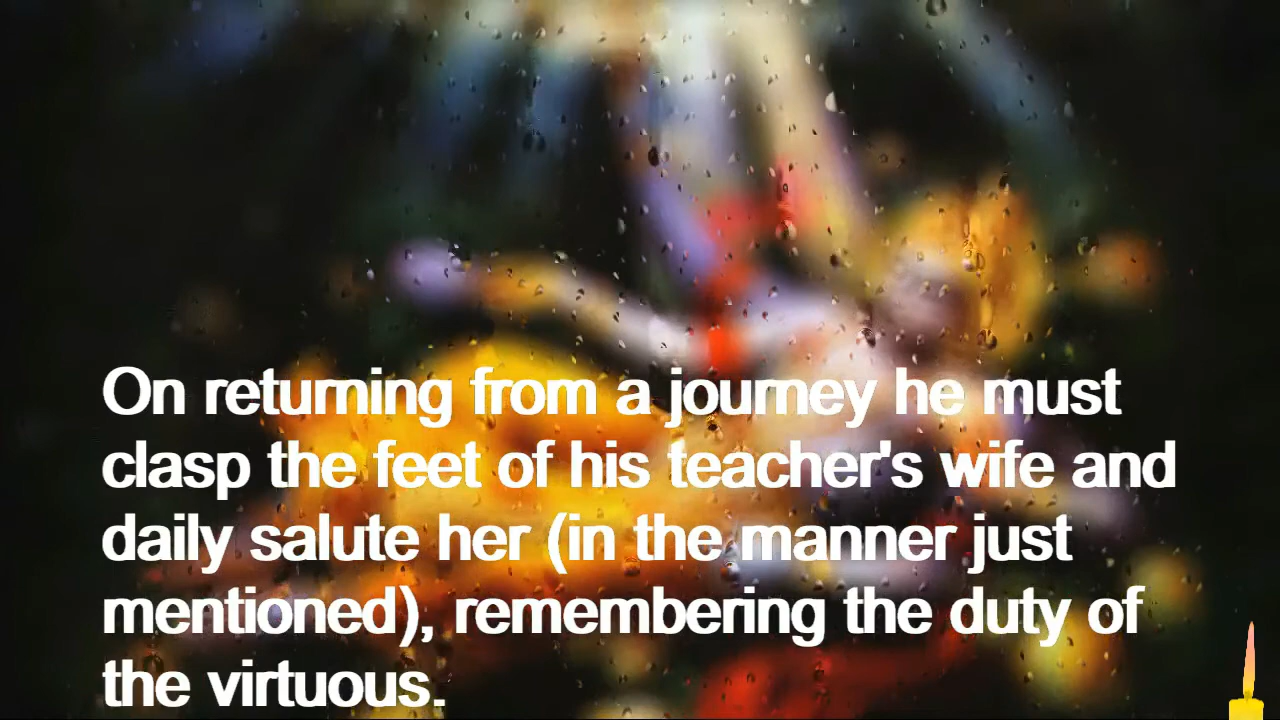 On returning from a journey he must
clasp the feet of his teacher's wife and
daily salute her (in the manner just
mentioned), remembering the duty of
the virtuous.